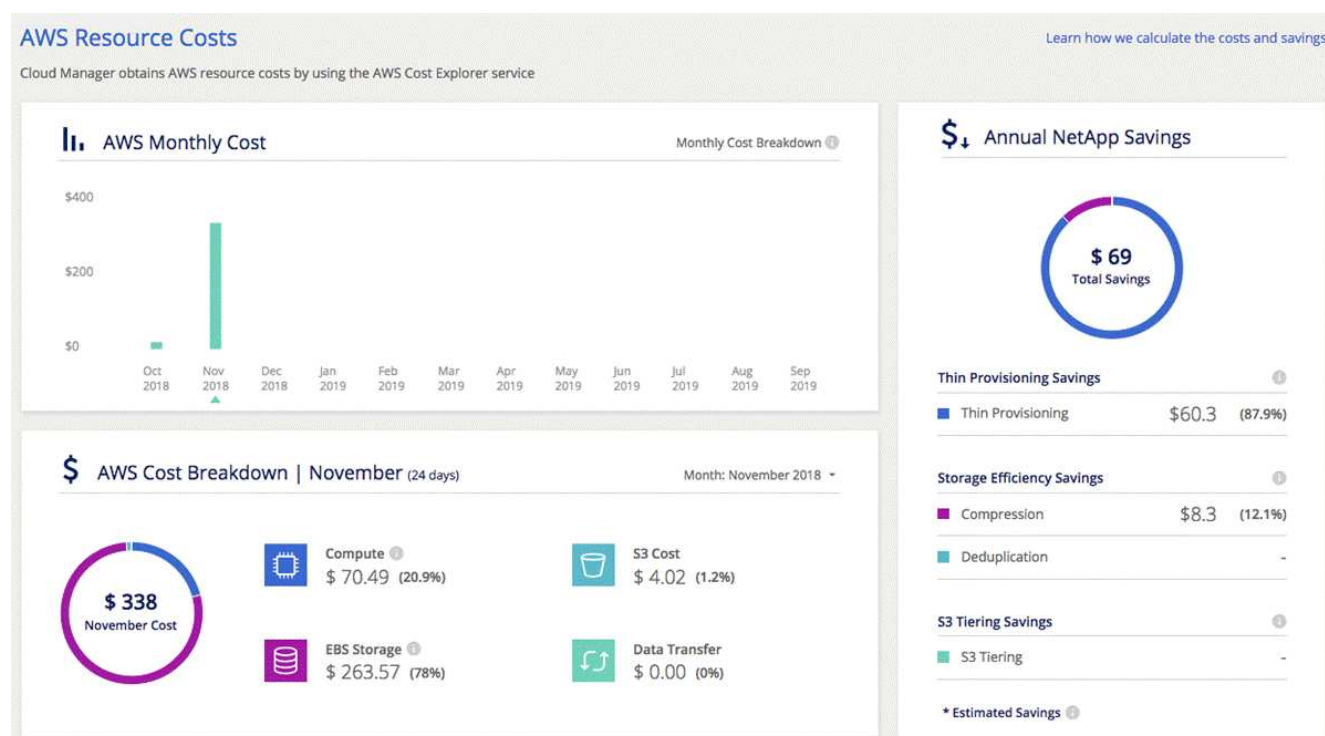 AWS Resource Costs
Learn how we calculate the costs and savings
Cloud Manager obtains AWS resource costs by using the AWS Cost Explorer service
AWS Monthly Cost
Monthly Cost Breakdown
$400
$200
$0
Oct Nov Dec Jan Feb Mar Apr May Jun Jul Aug Sep
2018 2018 2018 2019 2019 2019 2019 2019 2019 2019 2019 2019
AWS Cost Breakdown | November (24 days)
Month: November 2018
$ 338
November Cost
Compute
$ 70.49 (20.9%)
S3 Cost
$ 4.02 (1.2%)
EBS Storage
$ 263.57 (78%)
Data Transfer
$ 0.00 (0%)
Annual NetApp Savings
$ 69
Total Savings
Thin Provisioning Savings
Thin Provisioning $60.3 (87.9%)
Storage Efficiency Savings
Compression $8.3 (12.1%)
Deduplication -
S3 Tiering Savings
S3 Tiering -
* Estimated Savings